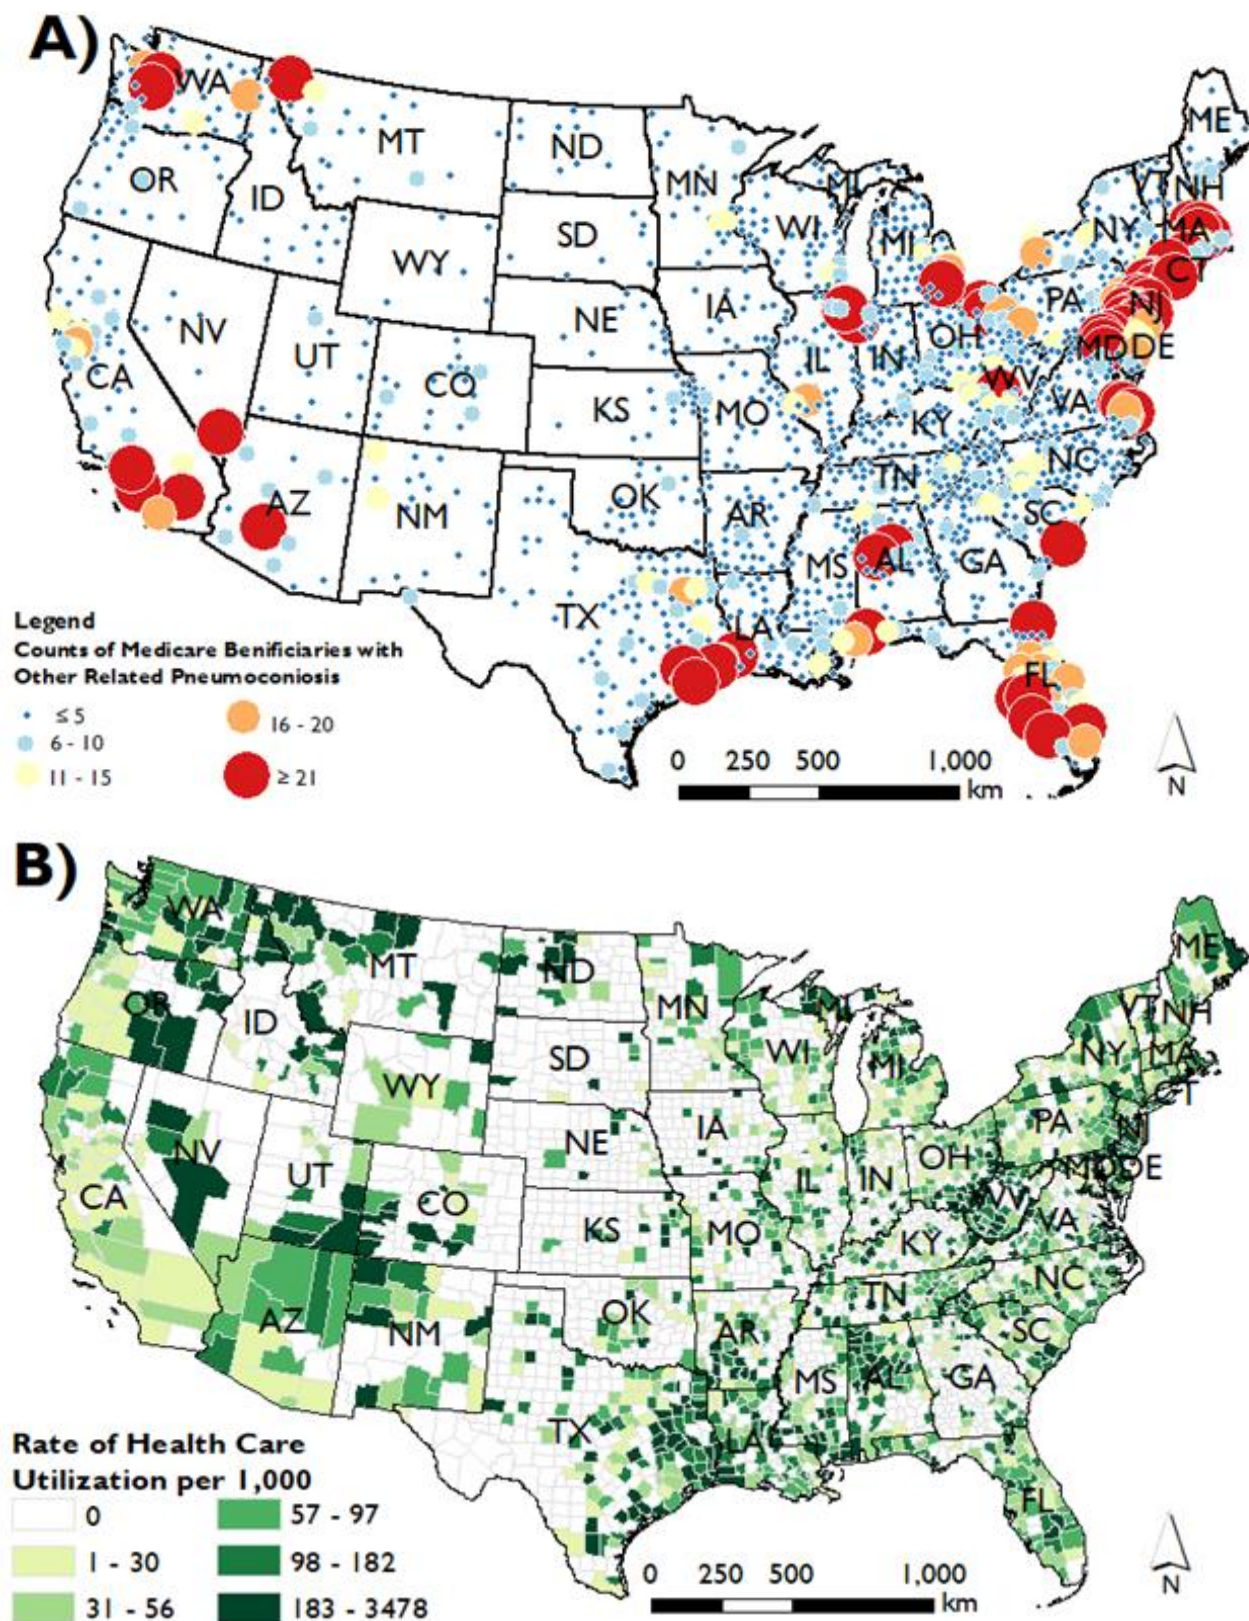 A)
WA
MT
ND
MN
ME
OR
ID
SD
WI
MI
MI
NY
VT
NH
MA
CT
WY
IA
PA
NJ
NV
UT
NE
IL
IN
OH
MD
DE
CA
CO
KS
MO
WV
VA
KY
AZ
NM
OK
AR
TN
NC
SC
MS
AL
GA
TX
LA
FL
Legend
Counts of Medicare Benificiaries with
Other Related Pneumoconiosis
≤ 5
6 - 10
11 - 15
16 - 20
≥ 21
0 250 500 1,000
km
N
B)
WA
MT
ND
MN
ME
OR
ID
SD
WI
MI
MI
NY
VT
NH
MA
CT
WY
IA
PA
NJ
NV
UT
NE
IL
IN
OH
MD
DE
CA
CO
KS
MO
WV
VA
KY
AZ
NM
OK
AR
TN
NC
SC
MS
AL
GA
TX
LA
FL
Rate of Health Care
Utilization per 1,000
0
1 - 30
31 - 56
57 - 97
98 - 182
183 - 3478
0 250 500 1,000
km
N